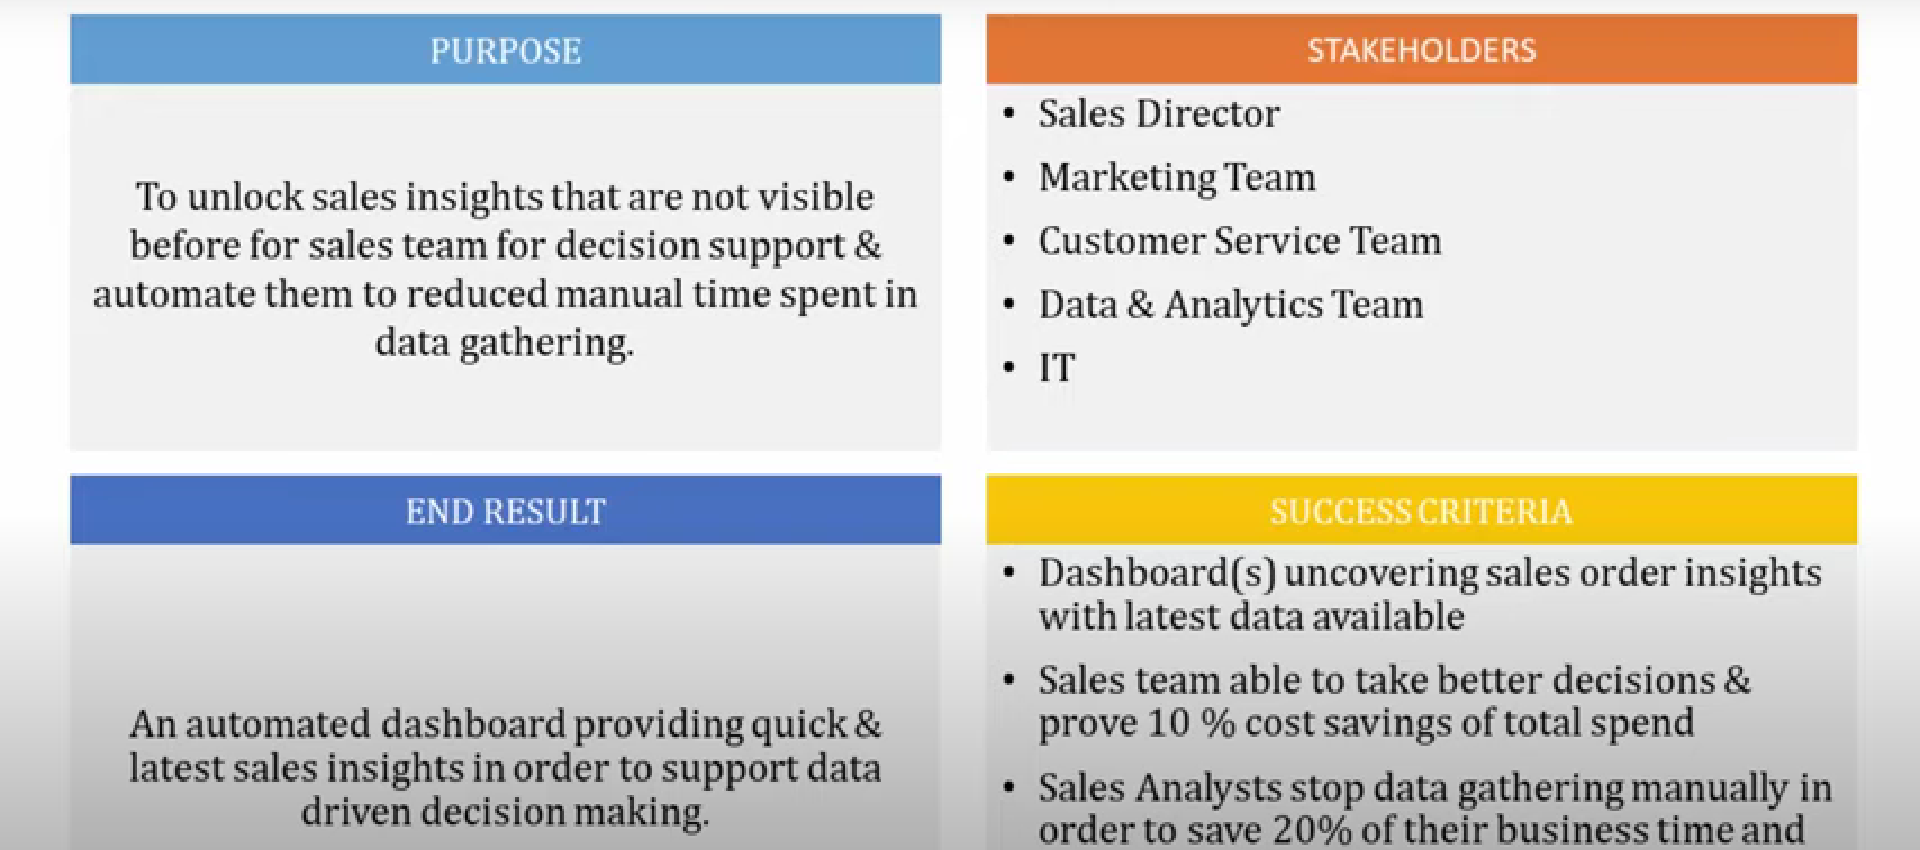 PURPOSE
To unlock sales insights that are not visible
before for sales team for decision support &
automate them to reduced manual time spent in
data gathering.
STAKEHOLDERS
• Sales Director
• Marketing Team
• Customer Service Team
• Data & Analytics Team
• IT
END RESULT
An automated dashboard providing quick &
latest sales insights in order to support data
driven decision making.
SUCCESS CRITERIA
• Dashboard(s) uncovering sales order insights
with latest data available
• Sales team able to take better decisions &
prove 10 % cost savings of total spend
• Sales Analysts stop data gathering manually in
order to save 20% of their business time and